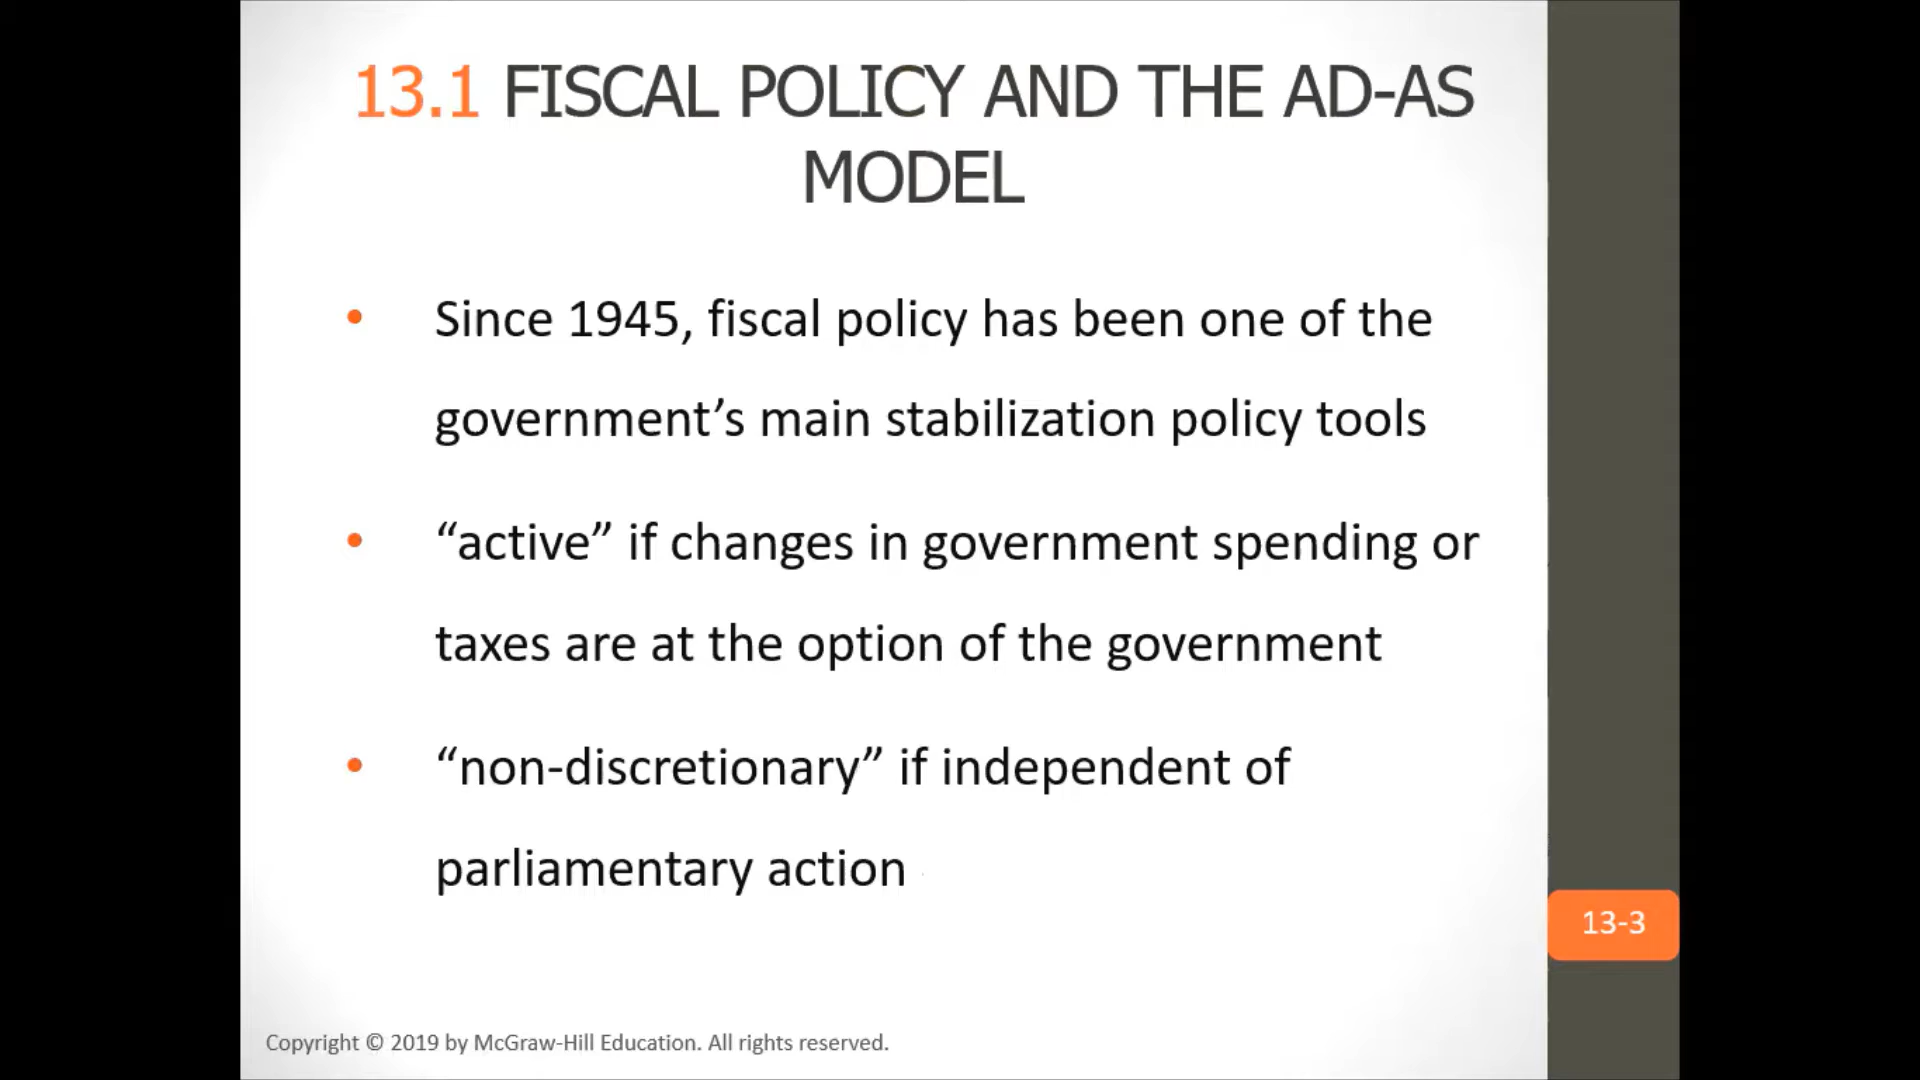 13.1 FISCAL POLICY AND THE AD-AS
MODEL
• Since 1945, fiscal policy has been one of the
government’s main stabilization policy tools
• “active” if changes in government spending or
taxes are at the option of the government
• “non-discretionary” if independent of
parliamentary action
13-3
Copyright © 2019 by McGraw-Hill Education. All rights reserved.